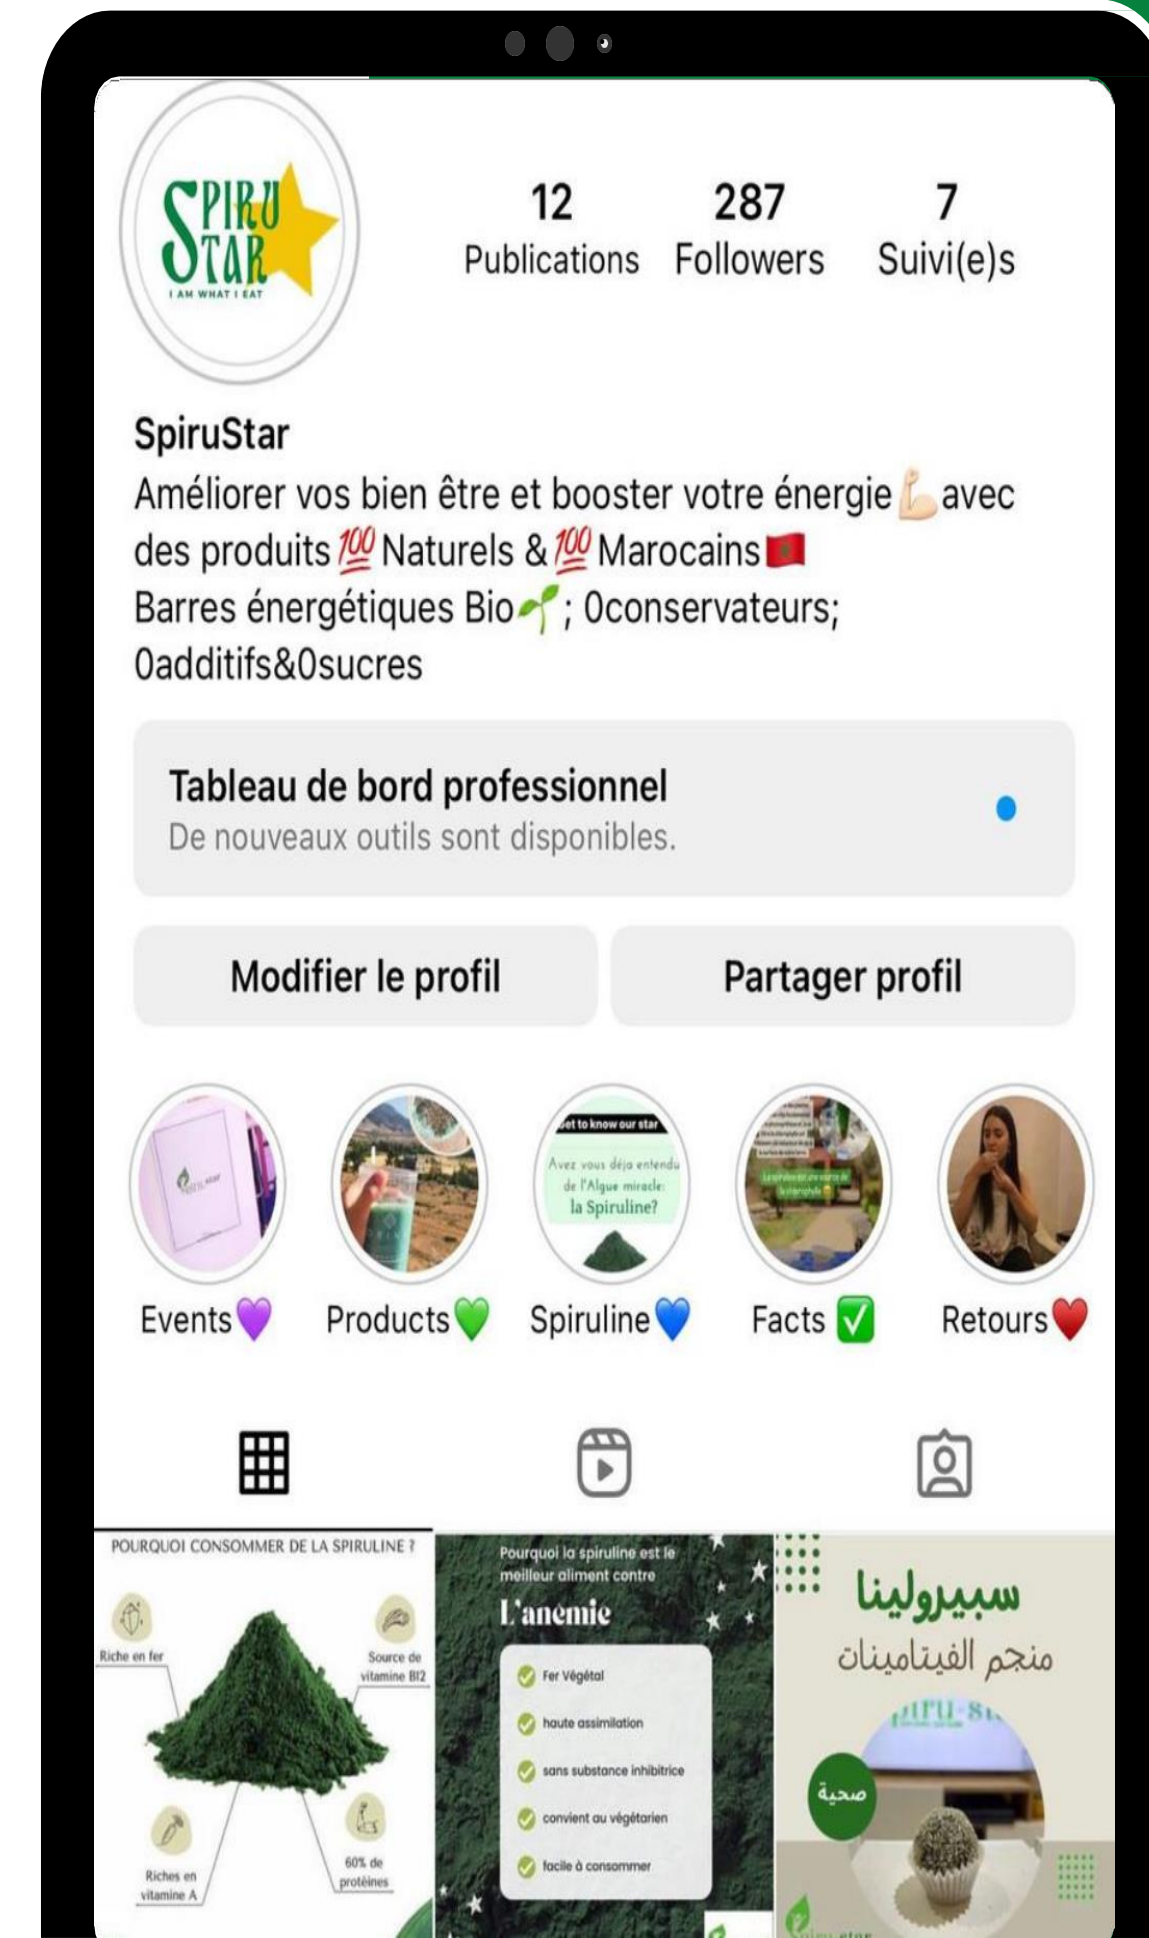 SPIRU
STAR
I AM WHAT I EAT
12
Publications
287
Followers
7
Suivi(e)s
SpiruStar
Améliorer vos bien être et booster votre énergie💪🏻avec
des produits💯Naturels &💯Marocains🇲🇦
Barres énergétiques Bio🌱; 0conservateurs;
0additifs&0sucres
Tableau de bord professionnel
De nouveaux outils sont disponibles.
Modifier le profil
Partager profil
Get to know our star
Avez vous déja entendu
de l'Algue miracle:
la Spiruline?
Events💜
Products💚
Spiruline💙
Facts ✅
Retours❤️
POURQUOI CONSOMMER DE LA SPIRULINE ?
Riche en fer
Source de
vitamine B12
Riches en
vitamine A
60% de
protèines
Pourquoi la spiruline est le
meilleur aliment contre
L'anémie
Fer Végétal
haute assimilation
sans substance inhibitrice
convient au végétarien
facile à consommer
سبيرولينا
منجم الفيتامينات
صحية